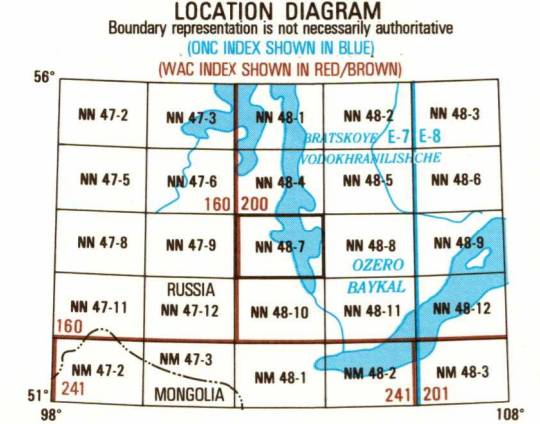 LOCATION DIAGRAM
Boundary representation is not necessarily authoritative
(ONC INDEX SHOWN IN BLUE)
(WAC INDEX SHOWN IN RED/BROWN)
56°
NN 47-2 NN 47-3 NN 48-1 NN 48-2 NN 48-3
BRATSKOYE E-7 E-8
VODOKHRANILISHCHE
NN 47-5 NN 47-6 NN 48-4 NN 48-5 NN 48-6
160 200
NN 47-8 NN 47-9 NN 48-7 NN 48-8 NN 48-9
OZERO
RUSSIA BAYKAL
NN 47-11 NN 47-12 NN 48-10 NN 48-11 NN 48-12
160
NM 47-2 NM 47-3 NM 48-1 NM 48-2 NM 48-3
241 MONGOLIA 241 201
51°
98° 108°